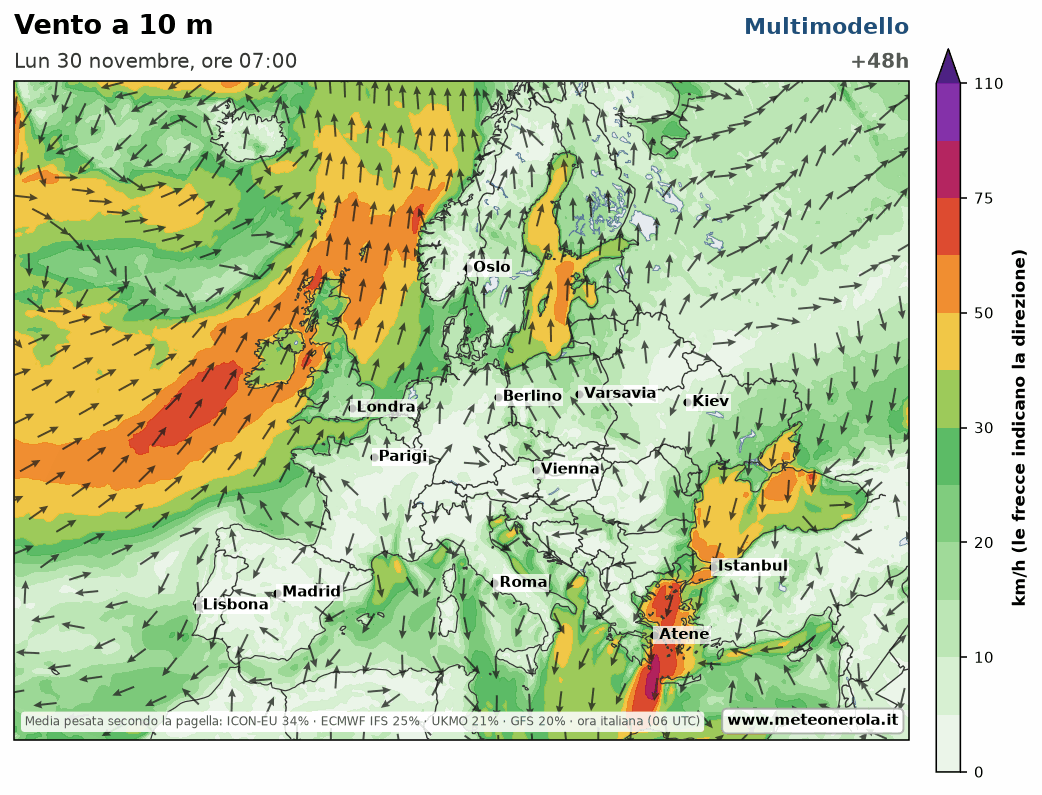 Vento a 10 m
Multimodello
Lun 30 novembre, ore 07:00
+48h
110
75
50
30
20
10
0
km/h (le frecce indicano la direzione)
Oslo
Berlino
Varsavia
Kiev
Londra
Parigi
Vienna
Istanbul
Roma
Madrid
Lisbona
Atene
Media pesata secondo la pagella: ICON-EU 34% · ECMWF IFS 25% · UKMO 21% · GFS 20% · ora italiana (06 UTC)
www.meteonerola.it